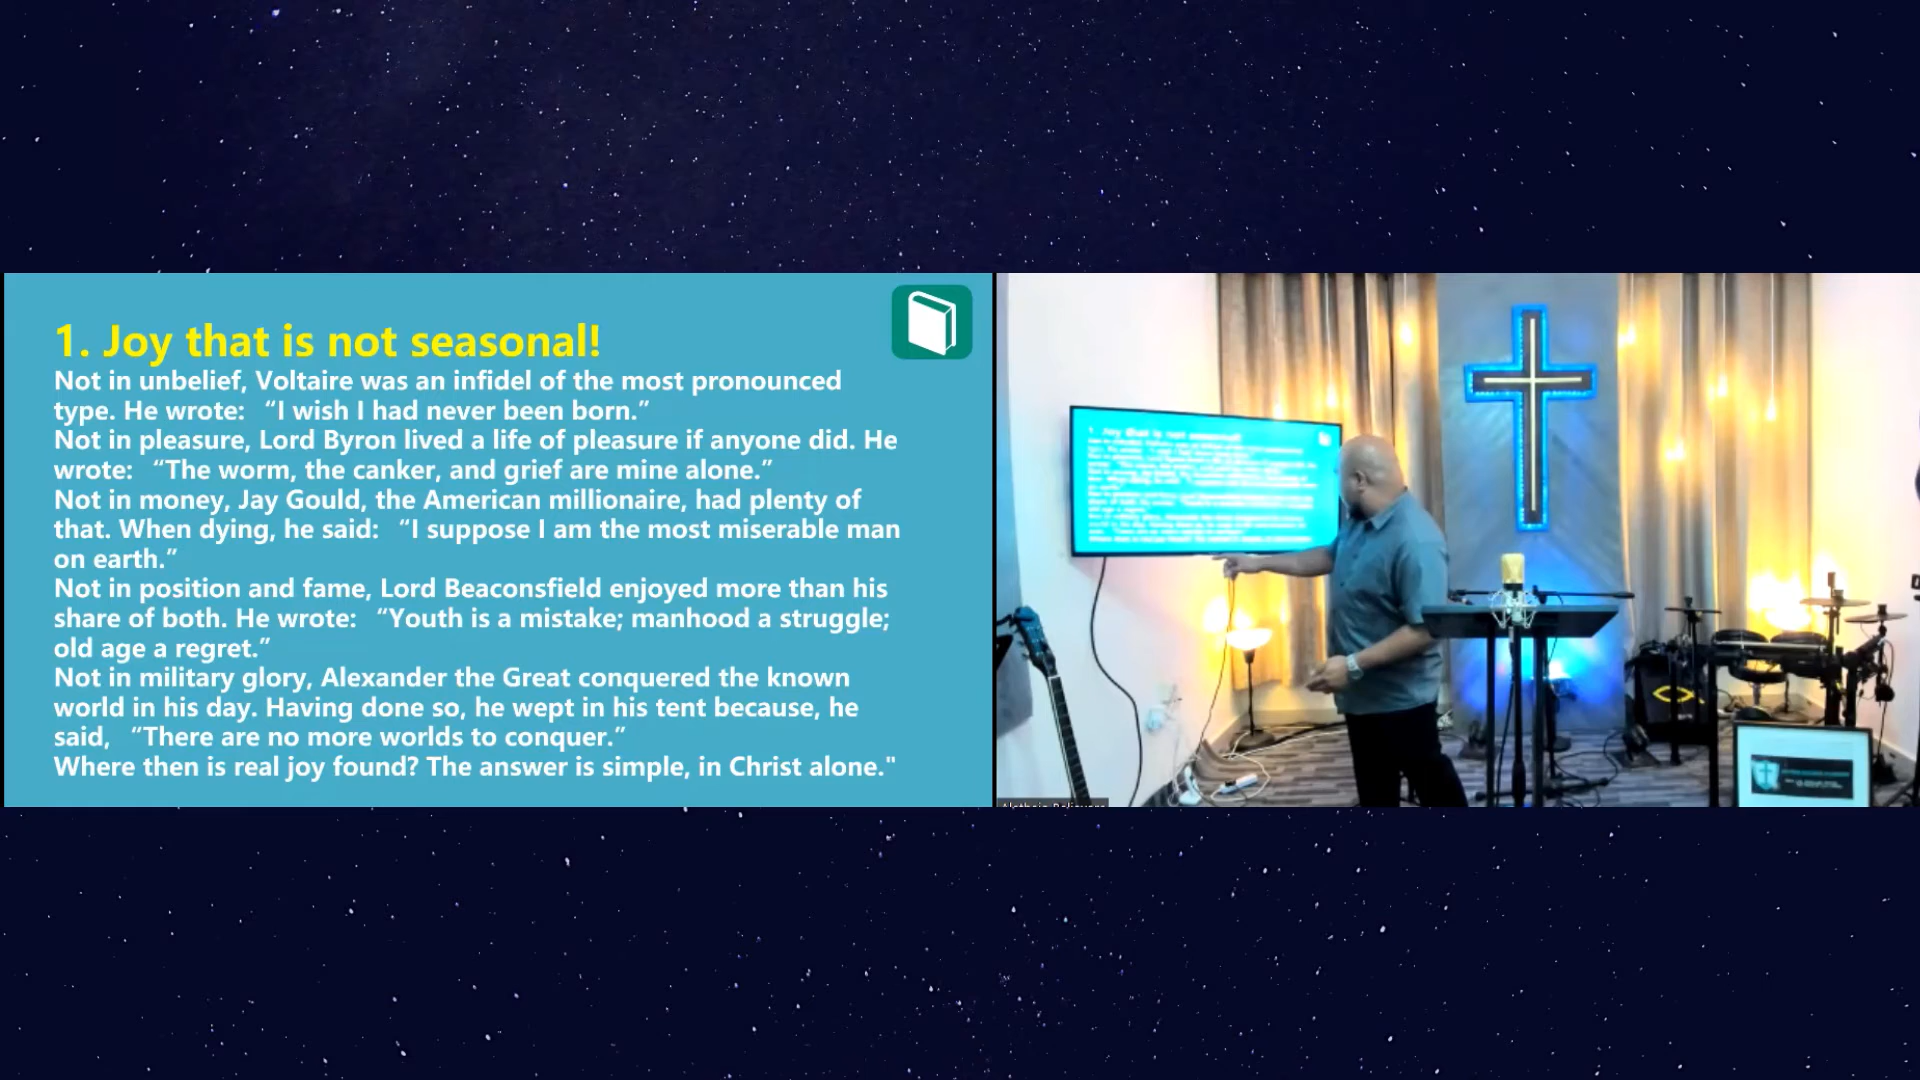 1. Joy that is not seasonal!
Not in unbelief, Voltaire was an infidel of the most pronounced
type. He wrote: “I wish I had never been born.”
Not in pleasure, Lord Byron lived a life of pleasure if anyone did. He
wrote: “The worm, the canker, and grief are mine alone.”
Not in money, Jay Gould, the American millionaire, had plenty of
that. When dying, he said: “I suppose I am the most miserable man
on earth.”
Not in position and fame, Lord Beaconsfield enjoyed more than his
share of both. He wrote: “Youth is a mistake; manhood a struggle;
old age a regret.”
Not in military glory, Alexander the Great conquered the known
world in his day. Having done so, he wept in his tent because, he
said, “There are no more worlds to conquer.”
Where then is real joy found? The answer is simple, in Christ alone."
1. Joy that is not seasonal!